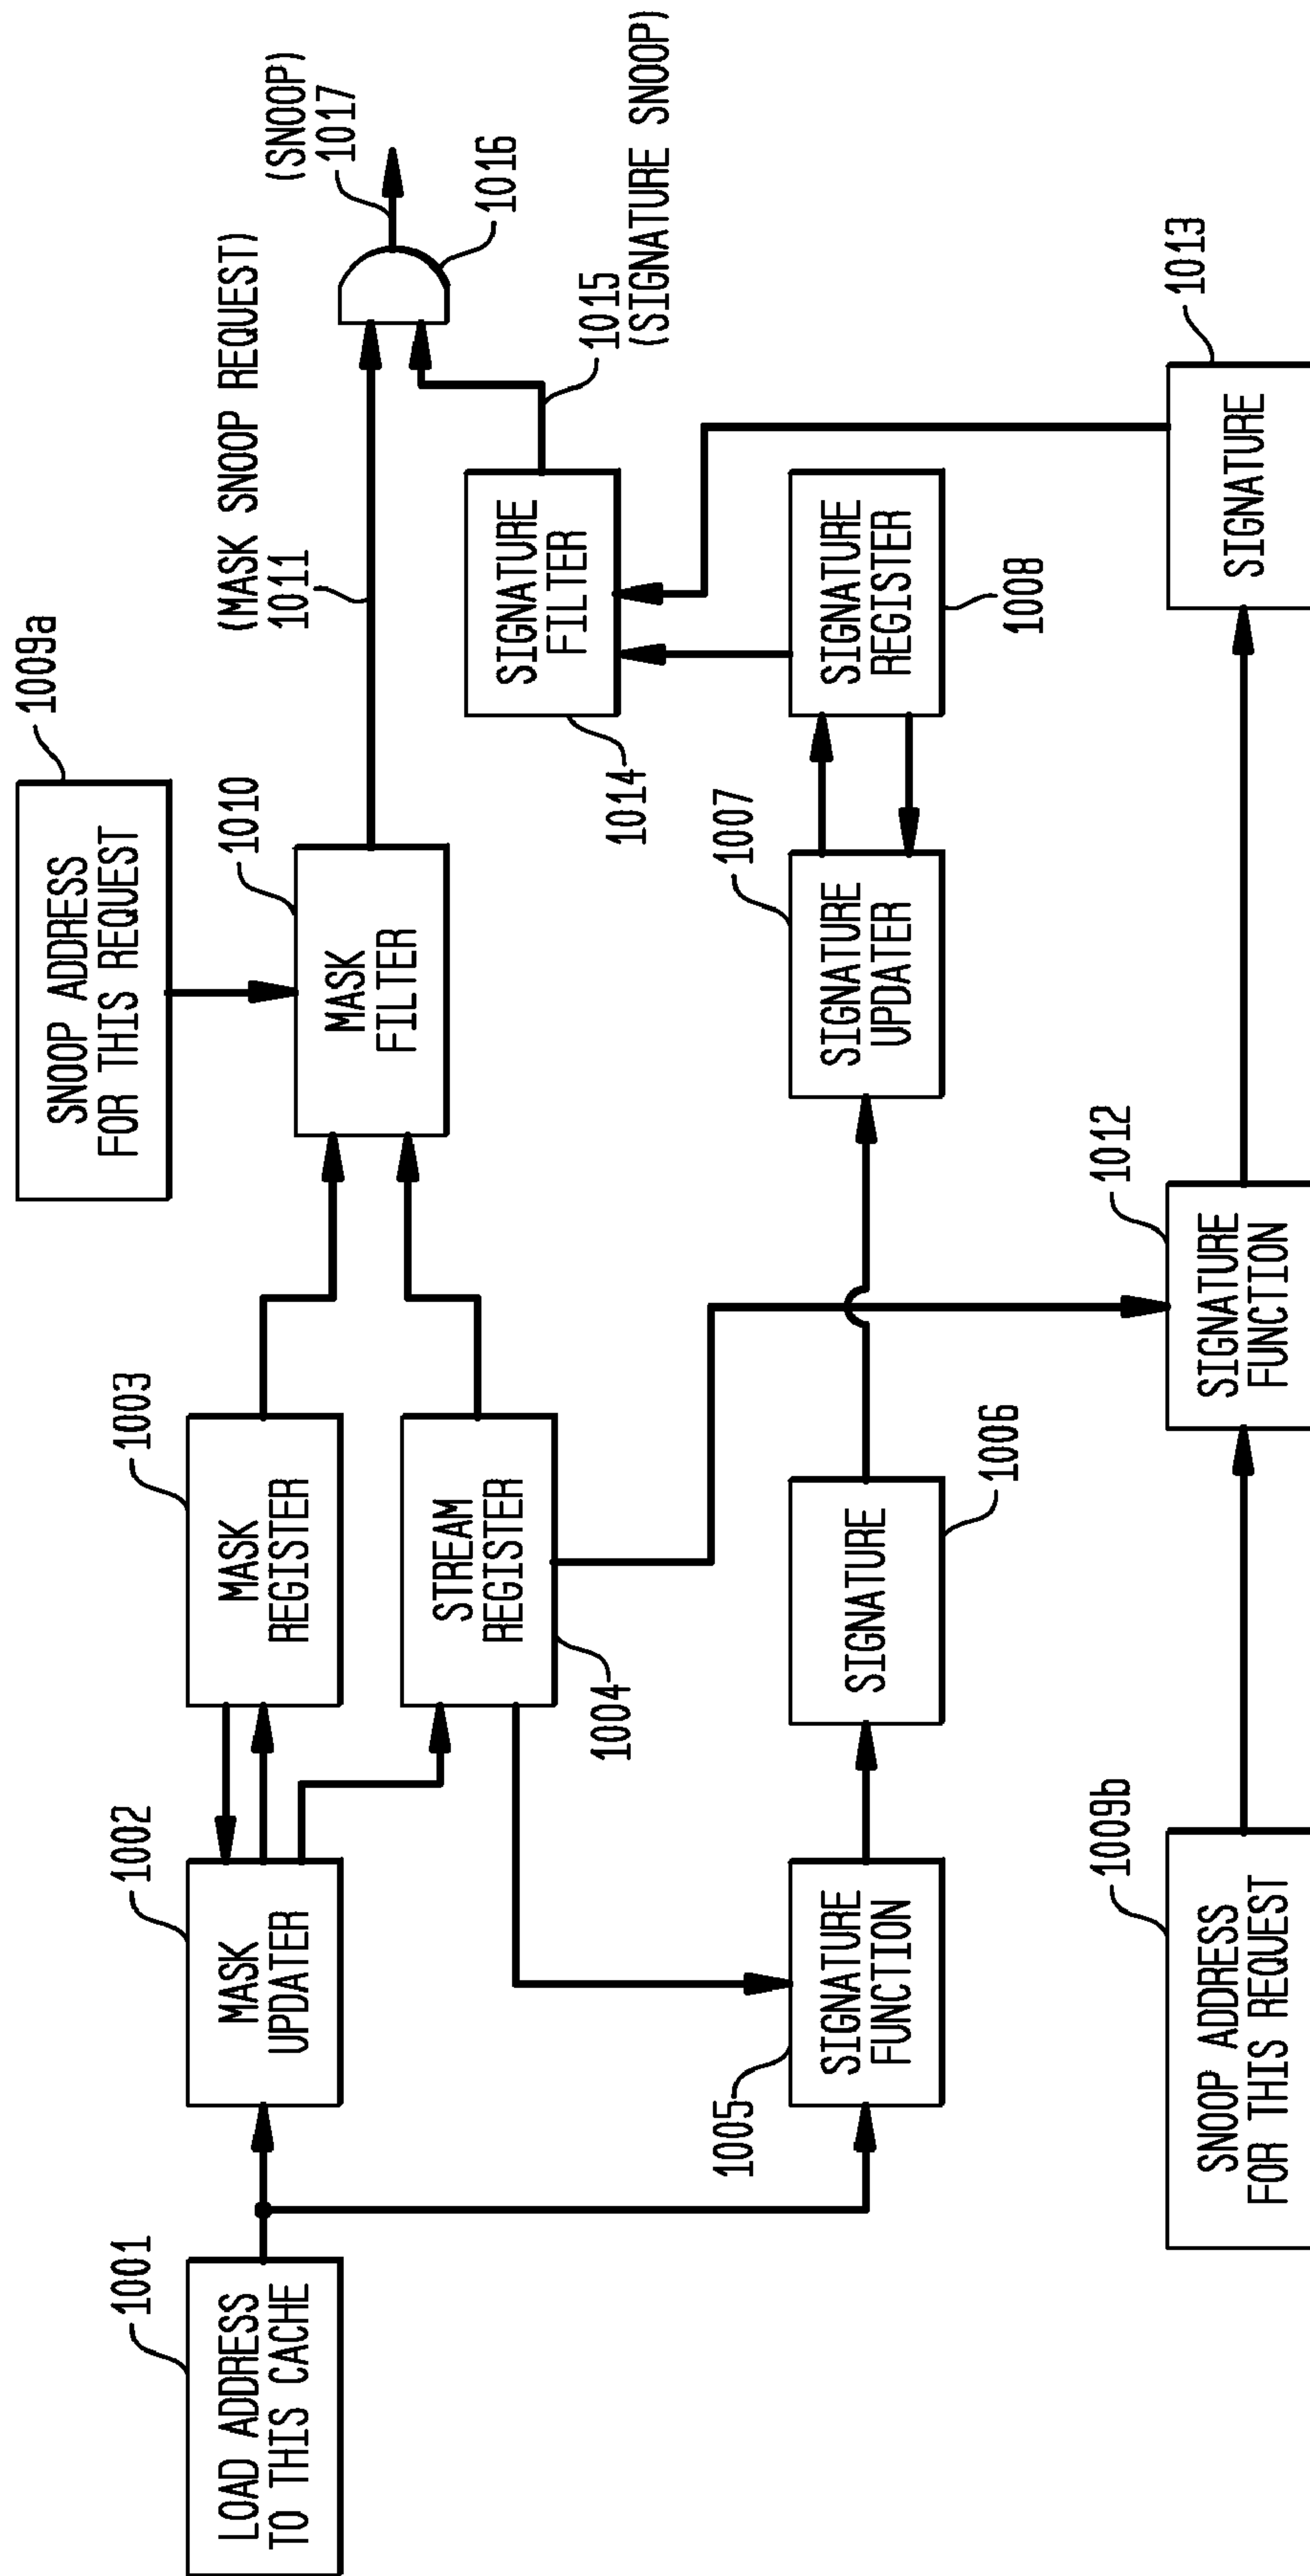 1009a
SNOOP ADDRESS
FOR THIS REQUEST
(MASK SNOOP REQUEST)
1011
(SNOOP)
1017
1001
LOAD ADDRESS
TO THIS CACHE
1002
MASK
UPDATER
1003
MASK
REGISTER
1010
MASK
FILTER
1016
STREAM
REGISTER
1004
SIGNATURE
FILTER
1014
1015
(SIGNATURE SNOOP)
1005
SIGNATURE
FUNCTION
SIGNATURE
1006
1007
SIGNATURE
UPDATER
SIGNATURE
REGISTER
1008
1009b
SNOOP ADDRESS
FOR THIS REQUEST
1012
SIGNATURE
FUNCTION
1013
SIGNATURE